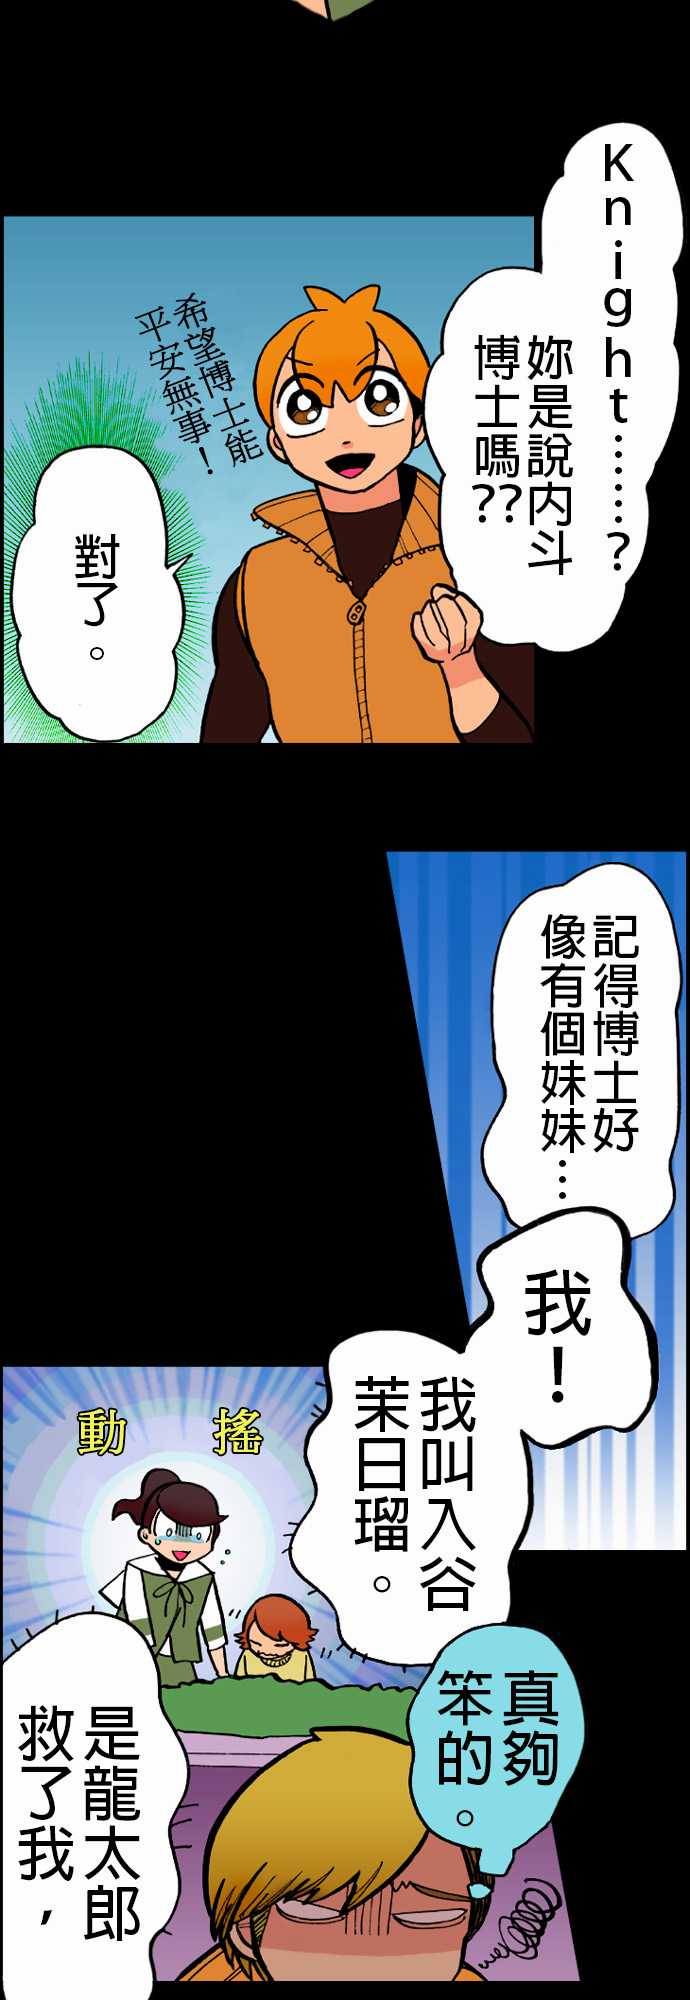 Knight……？
妳是說内斗
博士嗎??
希望博士能
平安無事！
對了。
記得博士好
像有個妹妹…
我！
我叫入谷
茉日瑠。
動搖
真夠
笨的。
是龍太郎
救了我，